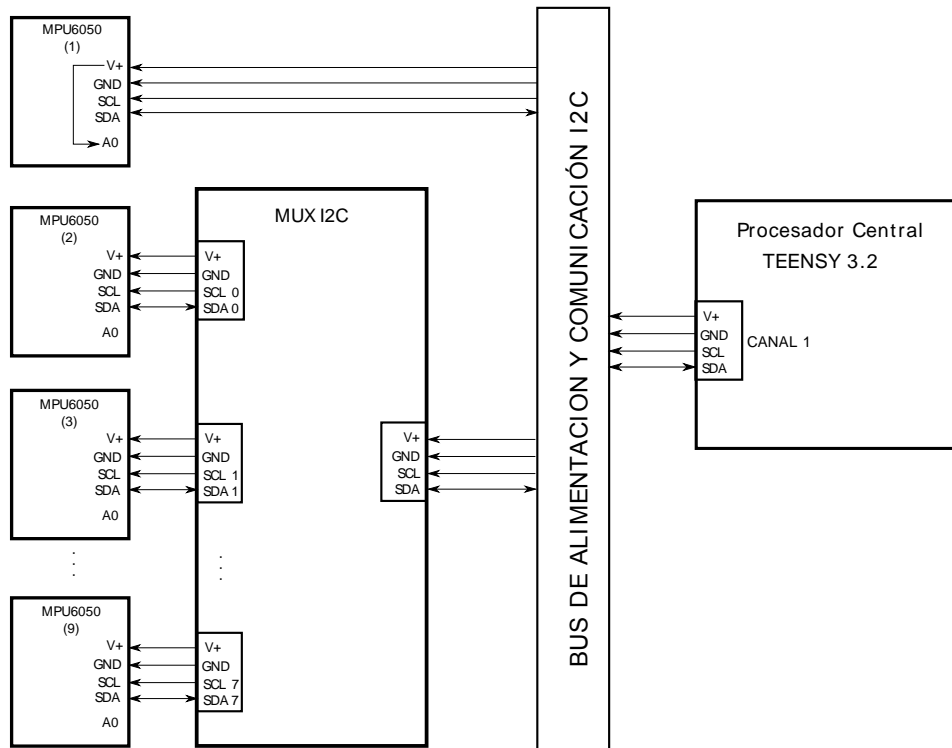 MPU6050
(1)
V+
GND
SCL
SDA
A0
MPU6050
(2)
V+
GND
SCL
SDA
A0
MPU6050
(3)
V+
GND
SCL
SDA
A0
. . .
MPU6050
(9)
V+
GND
SCL
SDA
A0
MUX I2C
V+
GND
SCL 0
SDA 0
V+
GND
SCL 1
SDA 1
. . .
V+
GND
SCL 7
SDA 7
V+
GND
SCL
SDA
BUS DE ALIMENTACION Y COMUNICACIÓN I2C
Procesador Central
TEENSY 3.2
V+
GND
SCL
SDA
CANAL 1